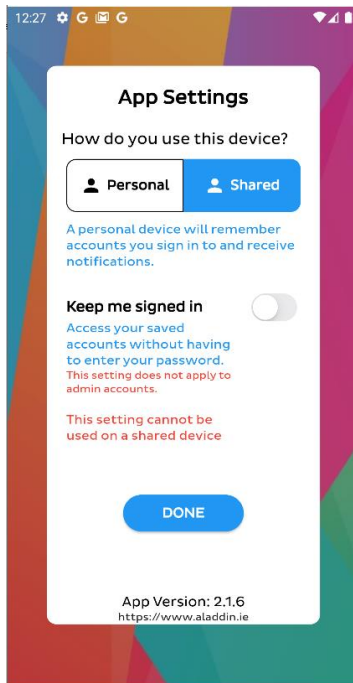 12:27 G G
App Settings
How do you use this device?
Personal Shared
A personal device will remember
accounts you sign in to and receive
notifications.
Keep me signed in
Access your saved
accounts without having
to enter your password.
This setting does not apply to
admin accounts.
This setting cannot be
used on a shared device
DONE
App Version: 2.1.6
https://www.aladdin.ie